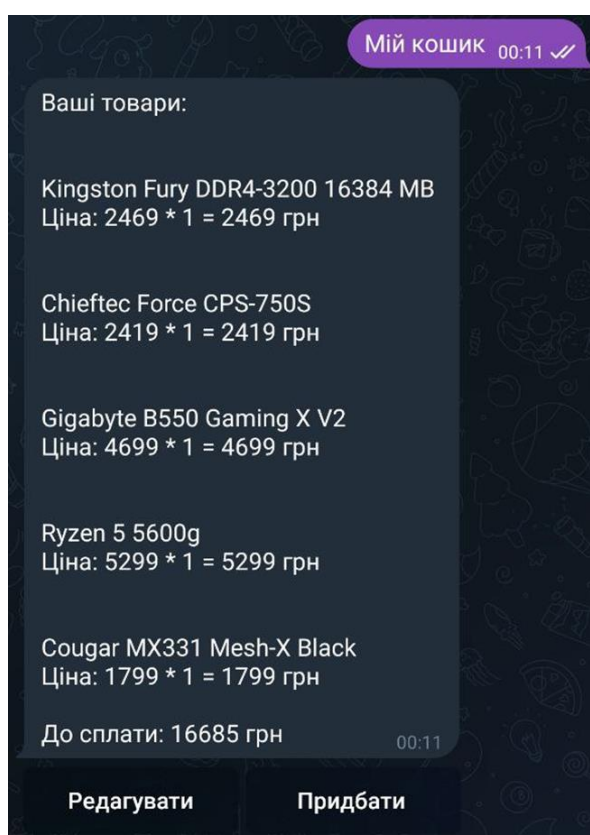 Мій кошик 00:11
Ваші товари:
Kingston Fury DDR4-3200 16384 MB
Ціна: 2469 * 1 = 2469 грн
Chieftec Force CPS-750S
Ціна: 2419 * 1 = 2419 грн
Gigabyte B550 Gaming X V2
Ціна: 4699 * 1 = 4699 грн
Ryzen 5 5600g
Ціна: 5299 * 1 = 5299 грн
Cougar MX331 Mesh-X Black
Ціна: 1799 * 1 = 1799 грн
До сплати: 16685 грн 00:11
Редагувати Придбати